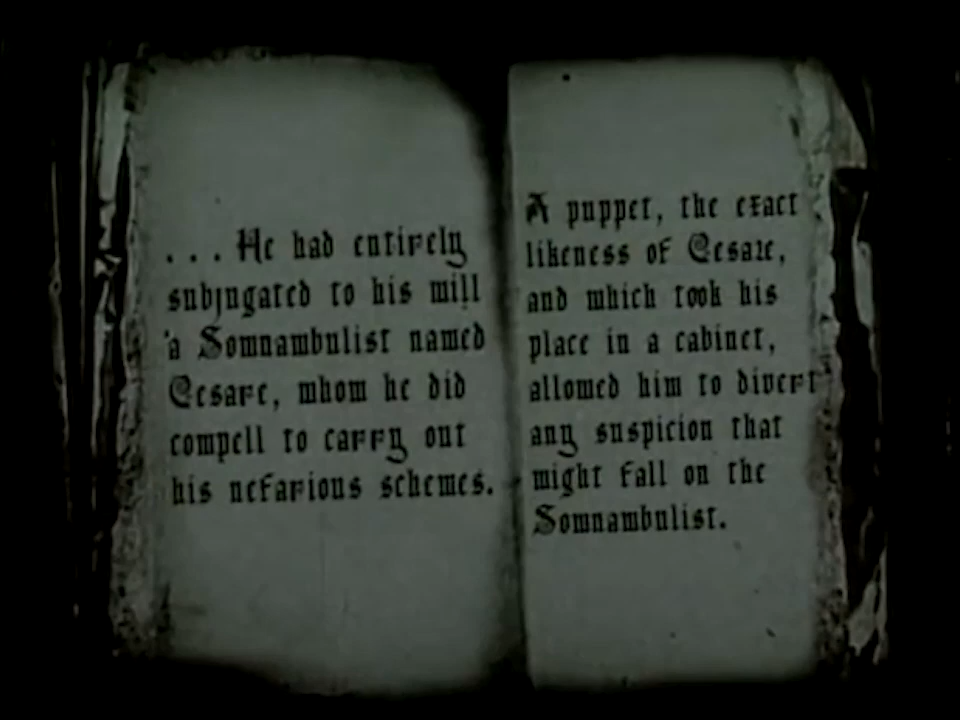 ... He had entirely
subjugated to his will
a Somnambulist named
Cesare, whom he did
compell to carry out
his nefarious schemes.
A puppet, the exact
likeness of Cesare,
and which took his
place in a cabinet,
allowed him to divert
any suspicion that
might fall on the
Somnambulist.